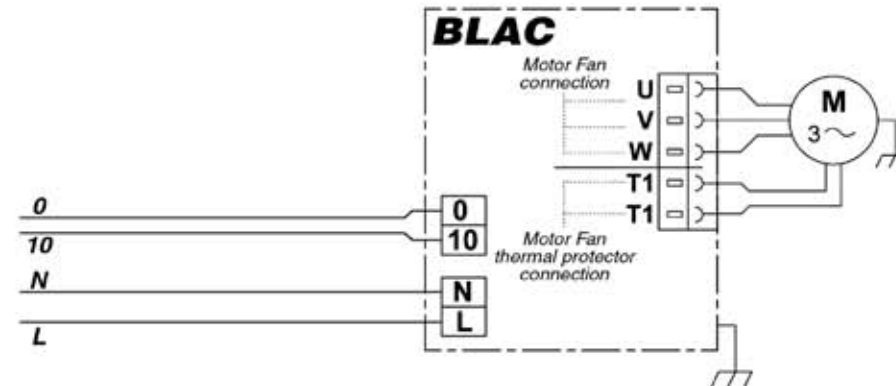 BLAC
Motor Fan
connection
U
V
W
T1
T1
M
3~
Motor Fan
thermal protector
connection
0
10
N
L
0
10
N
L